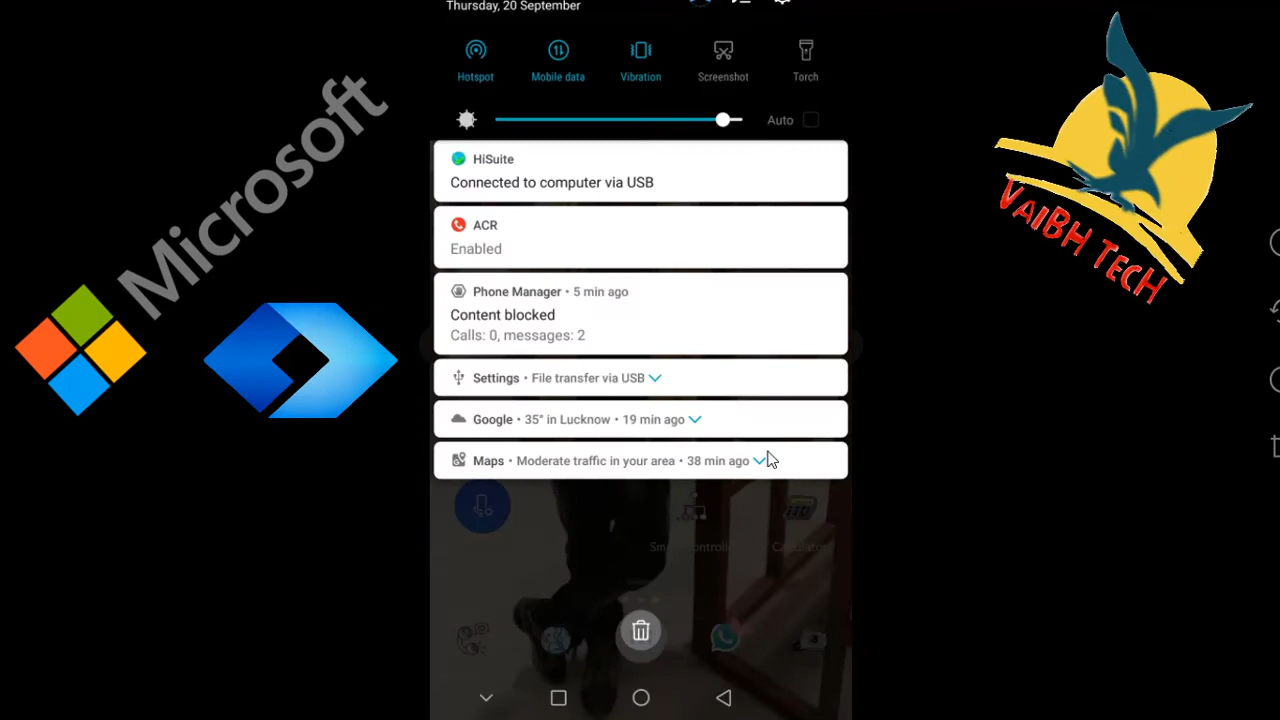 Thursday, 20 September
Hotspot
Mobile data
Vibration
Screenshot
Torch
Auto
HiSuite
Connected to computer via USB
ACR
Enabled
Phone Manager • 5 min ago
Content blocked
Calls: 0, messages: 2
Settings • File transfer via USB
Google • 35° in Lucknow • 19 min ago
Maps • Moderate traffic in your area • 38 min ago
Calculator
Microsoft
VAIBH TECH